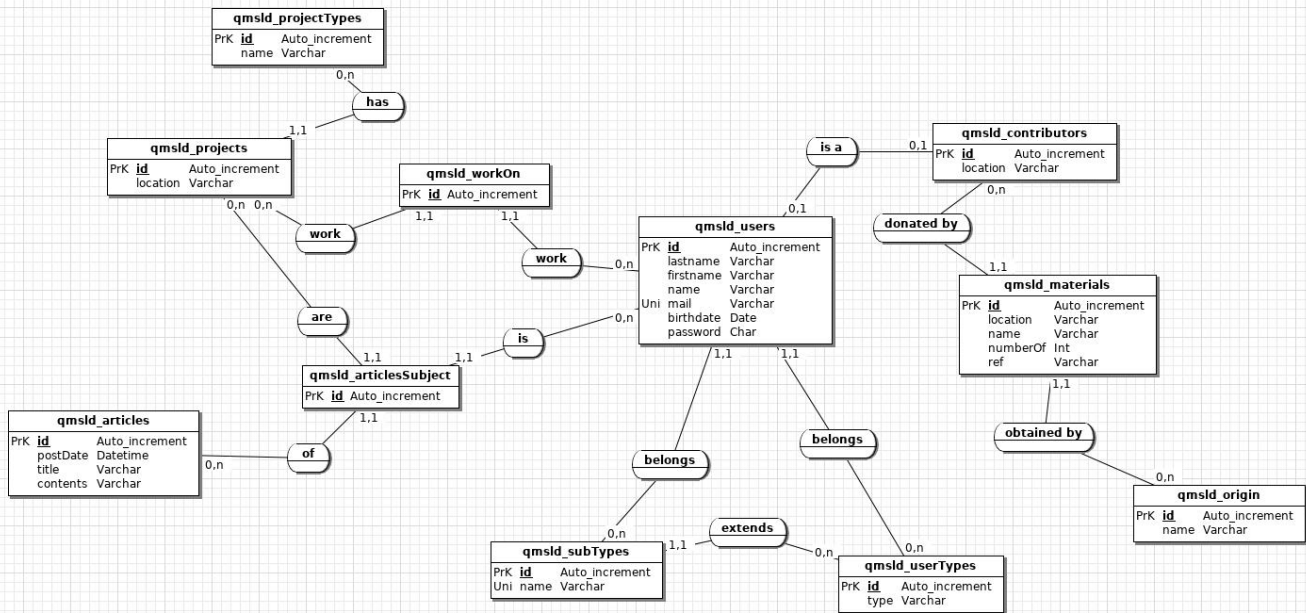 qmsld_projectTypes
PrK id Auto_increment
name Varchar
0,n
has
1,1
qmsld_projects
PrK id Auto_increment
location Varchar
0,n 0,n
qmsld_workOn
PrK id Auto_increment
1,1 1,1
work
work
0,n
is a
0,1
0,1
qmsld_contributors
PrK id Auto_increment
location Varchar
0,n
donated by
1,1
qmsld_users
PrK id Auto_increment
lastname Varchar
firstname Varchar
name Varchar
Uni mail Varchar
birthdate Date
password Char
0,n
1,1 1,1
qmsld_materials
PrK id Auto_increment
location Varchar
name Varchar
numberOf Int
ref Varchar
1,1
are
1,1
is
1,1
qmsld_articlesSubject
PrK id Auto_increment
1,1
qmsld_articles
PrK id Auto_increment
postDate Datetime
title Varchar
contents Varchar
0,n
of
belongs
0,n
belongs
0,n
obtained by
0,n
qmsld_origin
PrK id Auto_increment
name Varchar
extends
1,1
0,n
qmsld_subTypes
PrK id Auto_increment
Uni name Varchar
qmsld_userTypes
PrK id Auto_increment
type Varchar